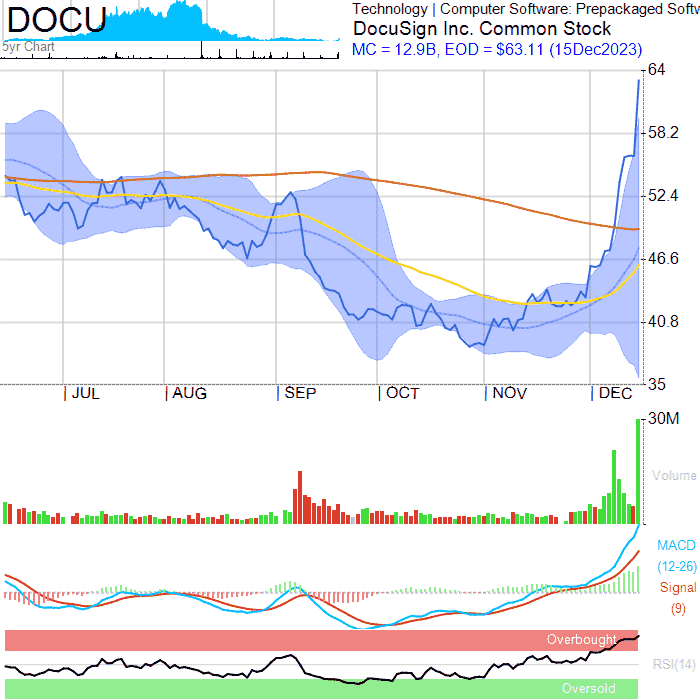 DOCU
5yr Chart
Technology | Computer Software: Prepackaged Softw
DocuSign Inc. Common Stock
MC = 12.9B, EOD = $63.11 (15Dec2023)
64
58.2
52.4
46.6
40.8
35
JUL AUG SEP OCT NOV DEC
30M
Volume
MACD
(12-26)
Signal
(9)
Overbought
RSI(14)
Oversold